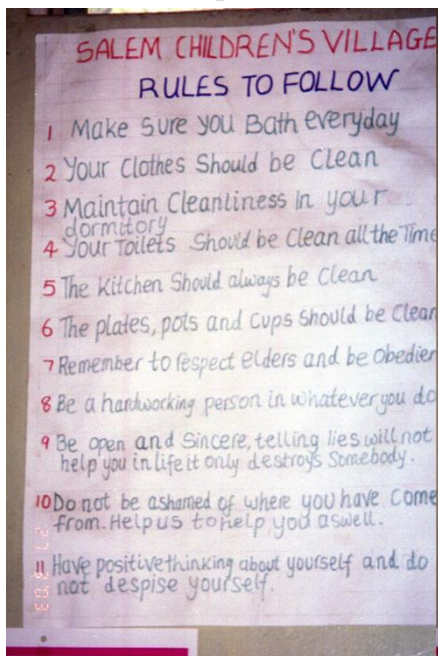 SALEM CHILDREN'S VILLAGE
RULES TO FOLLOW
1 Make Sure you Bath everyday
2 Your Clothes Should be Clean
3 Maintain Cleanliness in your
dormitory
4 Your Toilets Should be Clean all the Time
5 The Kitchen Should always be Clean
6 The plates, pots and Cups Should be Clean
7 Remember to respect elders and be Obedien
8 Be a hardworking person in whatever you do
9 Be open and Sincere, telling lies will not
help you in life it only destroys Somebody.
10 Do not be ashamed of where you have Come
from. Help us to help you aswell.
11 Have positive thinking about yourself and do
not despise yourself.